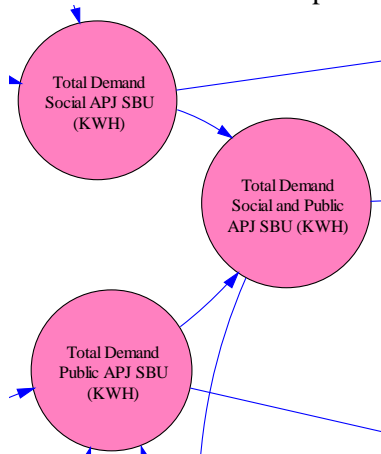 Total Demand
Social APJ SBU
(KWH)
Total Demand
Social and Public
APJ SBU (KWH)
Total Demand
Public APJ SBU
(KWH)